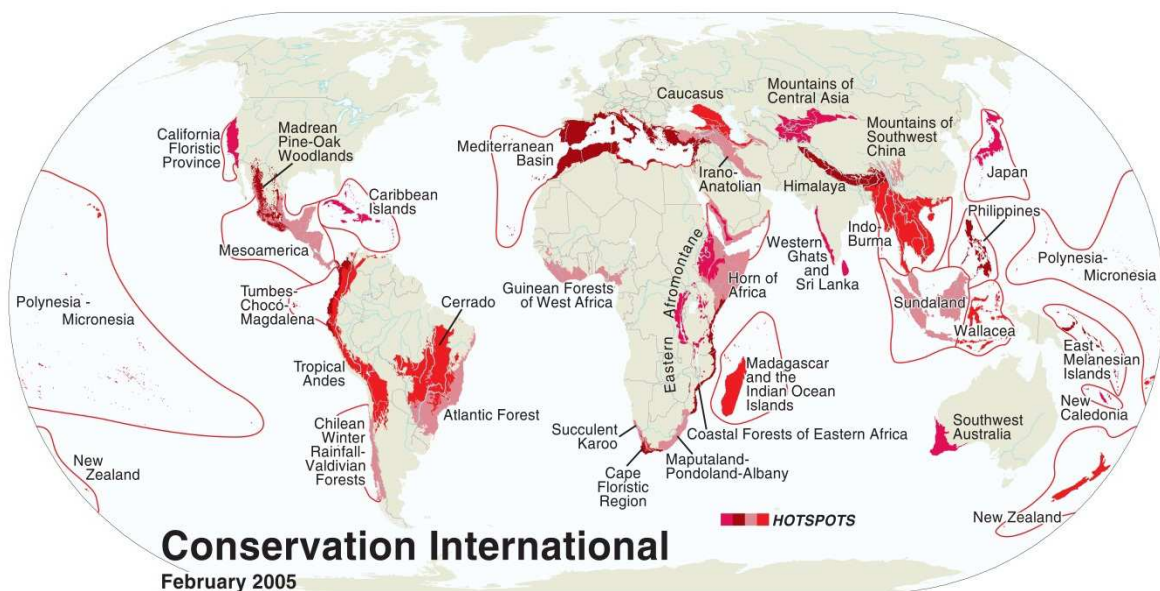 California
Floristic
Province
Madrean
Pine-Oak
Woodlands
Caribbean
Islands
Mesoamerica
Tumbes-
Chocó-
Magdalena
Polynesia -
Micronesia
Tropical
Andes
Cerrado
Atlantic Forest
Chilean
Winter
Rainfall-
Valdivian
Forests
New
Zealand
Mediterranean
Basin
Caucasus
Irano-
Anatolian
Mountains of
Central Asia
Mountains of
Southwest
China
Himalaya
Japan
Philippines
Indo-
Burma
Western
Ghats
and
Sri Lanka
Guinean Forests
of West Africa
Eastern Afromontane
Horn of
Africa
Sundaland
Wallacea
Polynesia-
Micronesia
East
Melanesian
Islands
New
Caledonia
Madagascar
and the
Indian Ocean
Islands
Coastal Forests of Eastern Africa
Succulent
Karoo
Cape
Floristic
Region
Maputaland-
Pondoland-Albany
Southwest
Australia
New Zealand
HOTSPOTS
Conservation International
February 2005